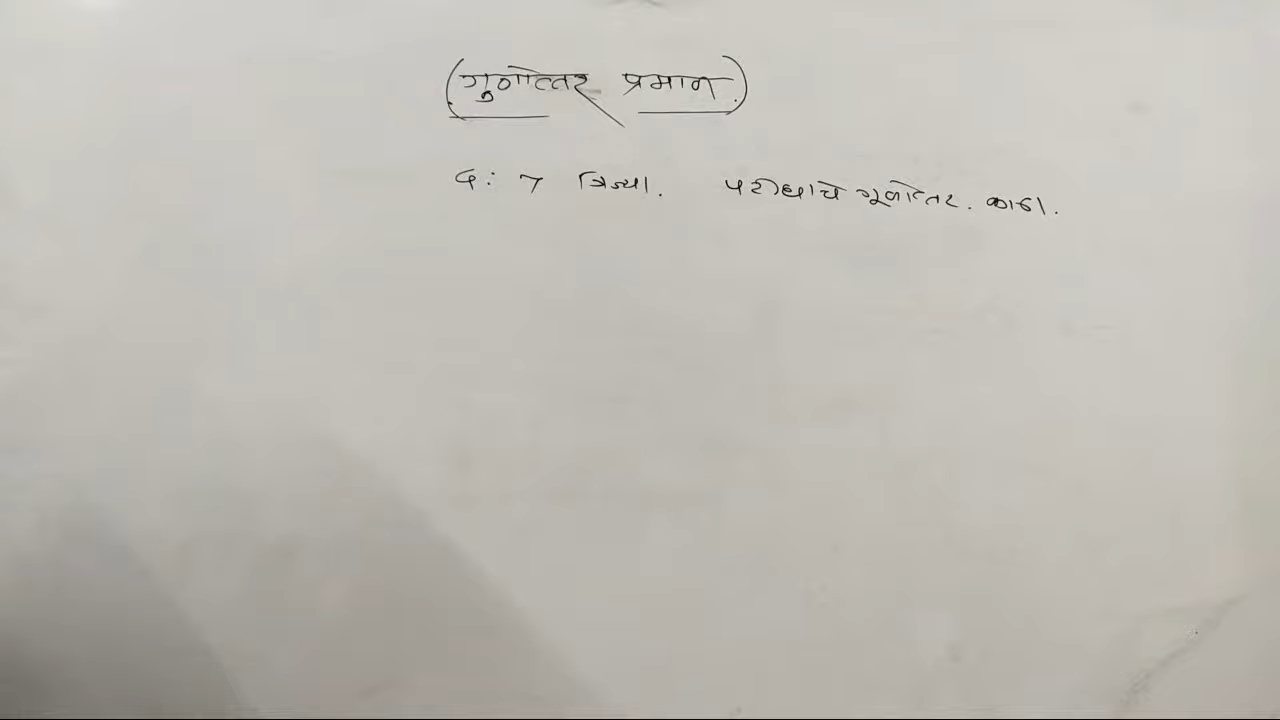 (गुणोत्तर प्रमाण.)
५: ७ त्रिज्या. परीघाचे गूणोत्तर. काढा.